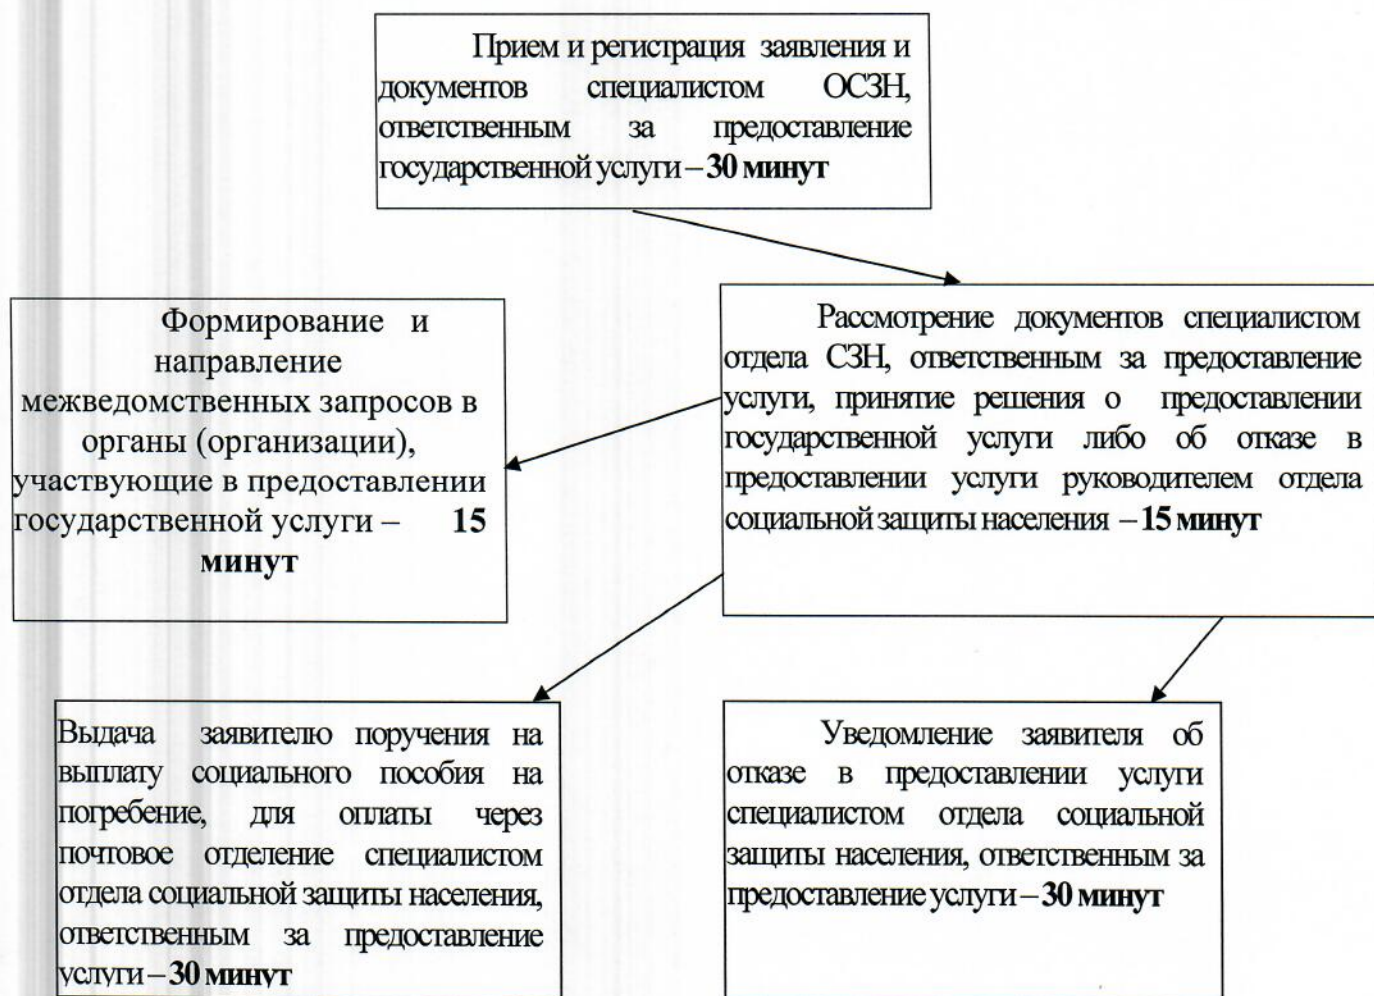 Прием и регистрация заявления и
документов специалистом ОСЗН,
ответственным за предоставление
государственной услуги – 30 минут
Формирование и
направление
межведомственных запросов в
органы (организации),
участвующие в предоставлении
государственной услуги – 15
минут
Рассмотрение документов специалистом
отдела СЗН, ответственным за предоставление
услуги, принятие решения о предоставлении
государственной услуги либо об отказе в
предоставлении услуги руководителем отдела
социальной защиты населения – 15 минут
Выдача заявителю поручения на
выплату социального пособия на
погребение, для оплаты через
почтовое отделение специалистом
отдела социальной защиты населения,
ответственным за предоставление
услуги – 30 минут
Уведомление заявителя об
отказе в предоставлении услуги
специалистом отдела социальной
защиты населения, ответственным за
предоставление услуги – 30 минут